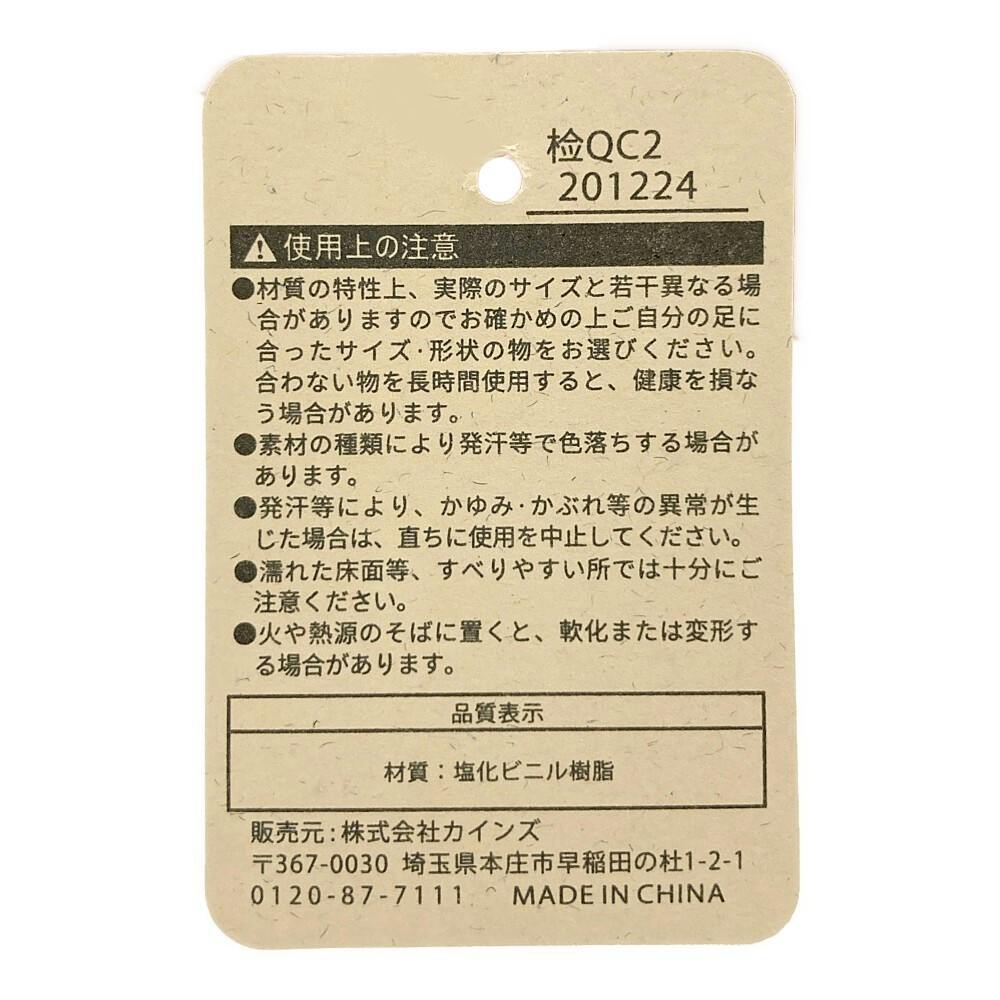 检QC2
201224
⚠使用上の注意
●材質の特性上、実際のサイズと若干異なる場
合がありますのでお確かめの上ご自分の足に
合ったサイズ・形状の物をお選びください。
合わない物を長時間使用すると、健康を損な
う場合があります。
●素材の種類により発汗等で色落ちする場合が
あります。
●発汗等により、かゆみ・かぶれ等の異常が生
じた場合は、直ちに使用を中止してください。
●濡れた床面等、すべりやすい所では十分にご
注意ください。
●火や熱源のそばに置くと、軟化または変形す
る場合があります。
品質表示
材質：塩化ビニル樹脂
販売元：株式会社カインズ
〒367-0030 埼玉県本庄市早稲田の杜1-2-1
0120-87-7111 MADE IN CHINA